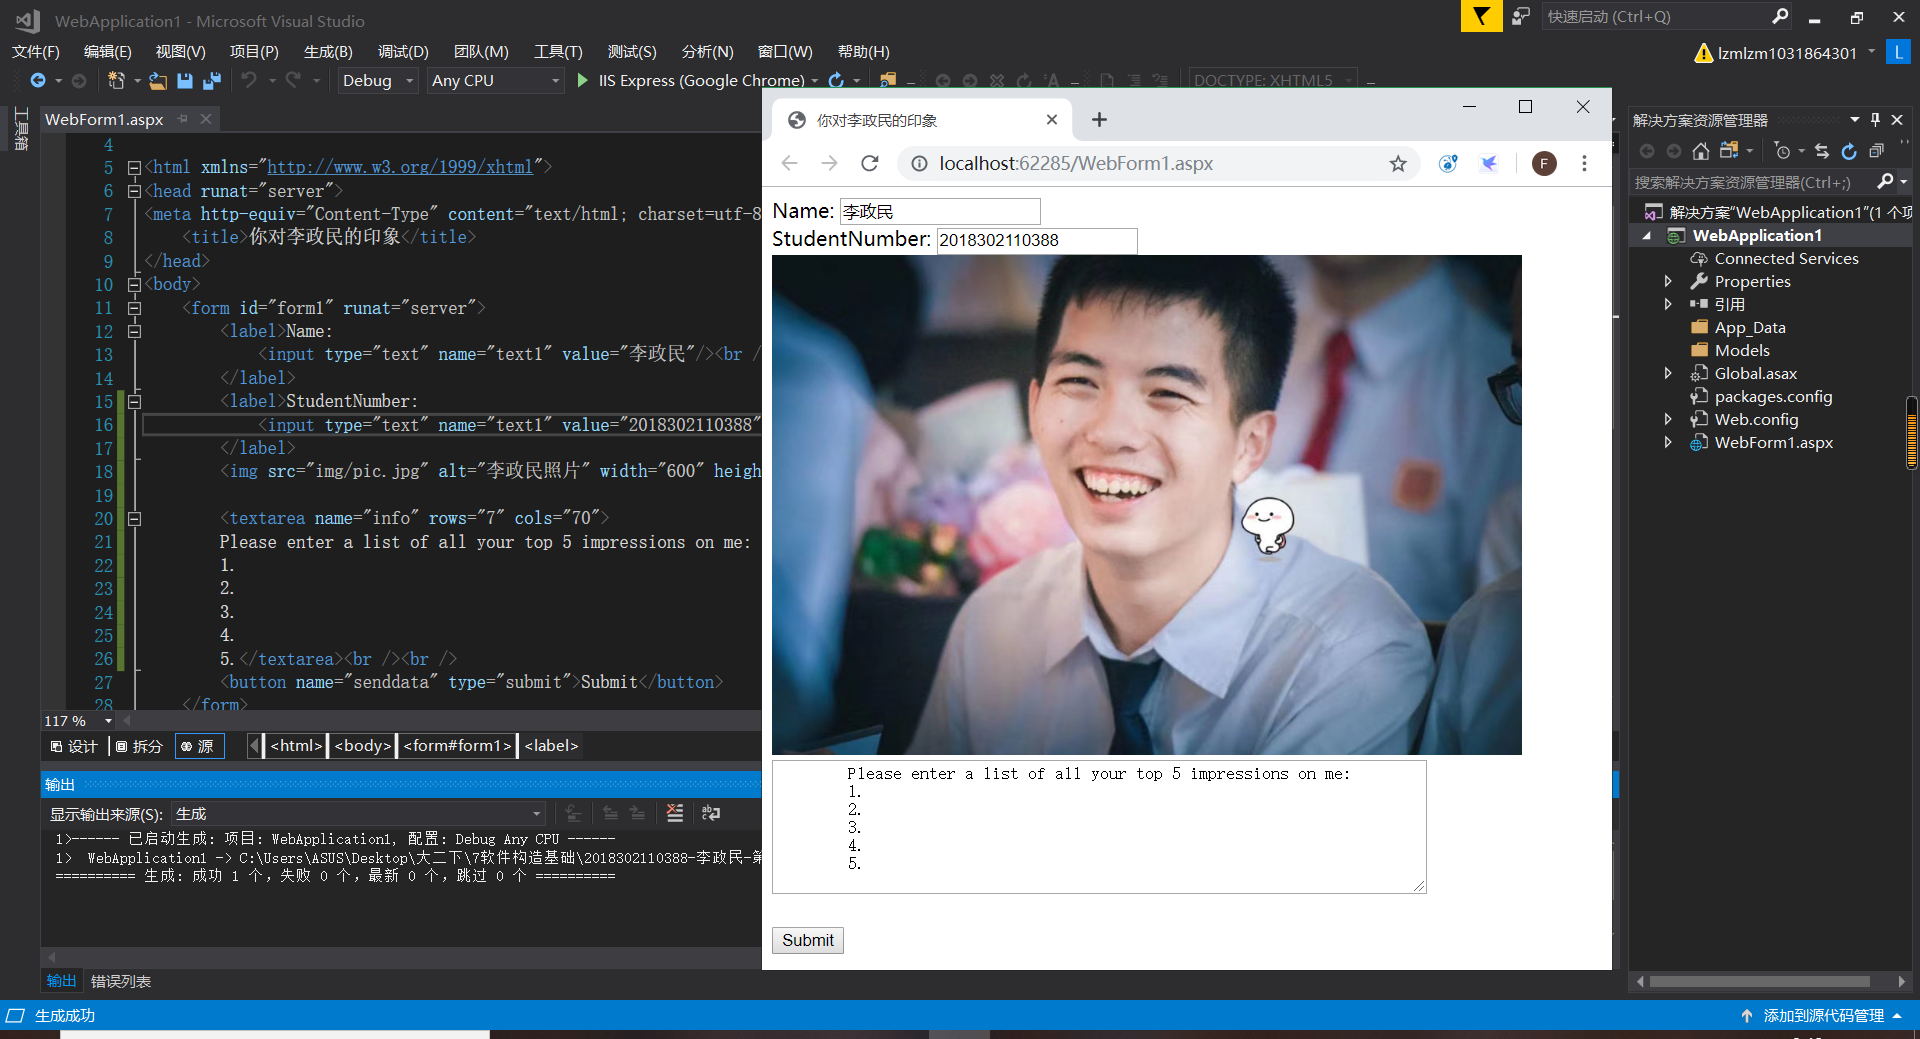 WebApplication1 - Microsoft Visual Studio
快速启动 (Ctrl+Q)
文件(F) 编辑(E) 视图(V) 项目(P) 生成(B) 调试(D) 团队(M) 工具(T) 测试(S) 分析(N) 窗口(W) 帮助(H)
lzmlzm1031864301 L
Debug Any CPU IIS Express (Google Chrome) DOCTYPE: XHTML5
工具箱
WebForm1.aspx
4
5 <html xmlns="http://www.w3.org/1999/xhtml">
6 <head runat="server">
7 <meta http-equiv="Content-Type" content="text/html; charset=utf-8
8 <title>你对李政民的印象</title>
9 </head>
10 <body>
11 <form id="form1" runat="server">
12 <label>Name:
13 <input type="text" name="text1" value="李政民"/><br /
14 </label>
15 <label>StudentNumber:
16 <input type="text" name="text1" value="2018302110388"
17 </label>
18 <img src="img/pic.jpg" alt="李政民照片" width="600" heigh
19
20 <textarea name="info" rows="7" cols="70">
21 Please enter a list of all your top 5 impressions on me:
22 1.
23 2.
24 3.
25 4.
26 5.</textarea><br /><br />
27 <button name="senddata" type="submit">Submit</button>
28 </form>
117 %
设计 拆分 源 <html> <body> <form#form1> <label>
输出
显示输出来源(S): 生成
1>------ 已启动生成: 项目: WebApplication1, 配置: Debug Any CPU ------
1> WebApplication1 -> C:\Users\ASUS\Desktop\大二下\7软件构造基础\2018302110388-李政民-第
========== 生成: 成功 1 个，失败 0 个，最新 0 个，跳过 0 个 ==========
输出 错误列表
生成成功
添加到源代码管理
你对李政民的印象
localhost:62285/WebForm1.aspx
F
Name: 李政民
StudentNumber: 2018302110388
Please enter a list of all your top 5 impressions on me:
1.
2.
3.
4.
5.
Submit
解决方案资源管理器
搜索解决方案资源管理器(Ctrl+;)
解决方案"WebApplication1"(1 个项
WebApplication1
Connected Services
Properties
引用
App_Data
Models
Global.asax
packages.config
Web.config
WebForm1.aspx